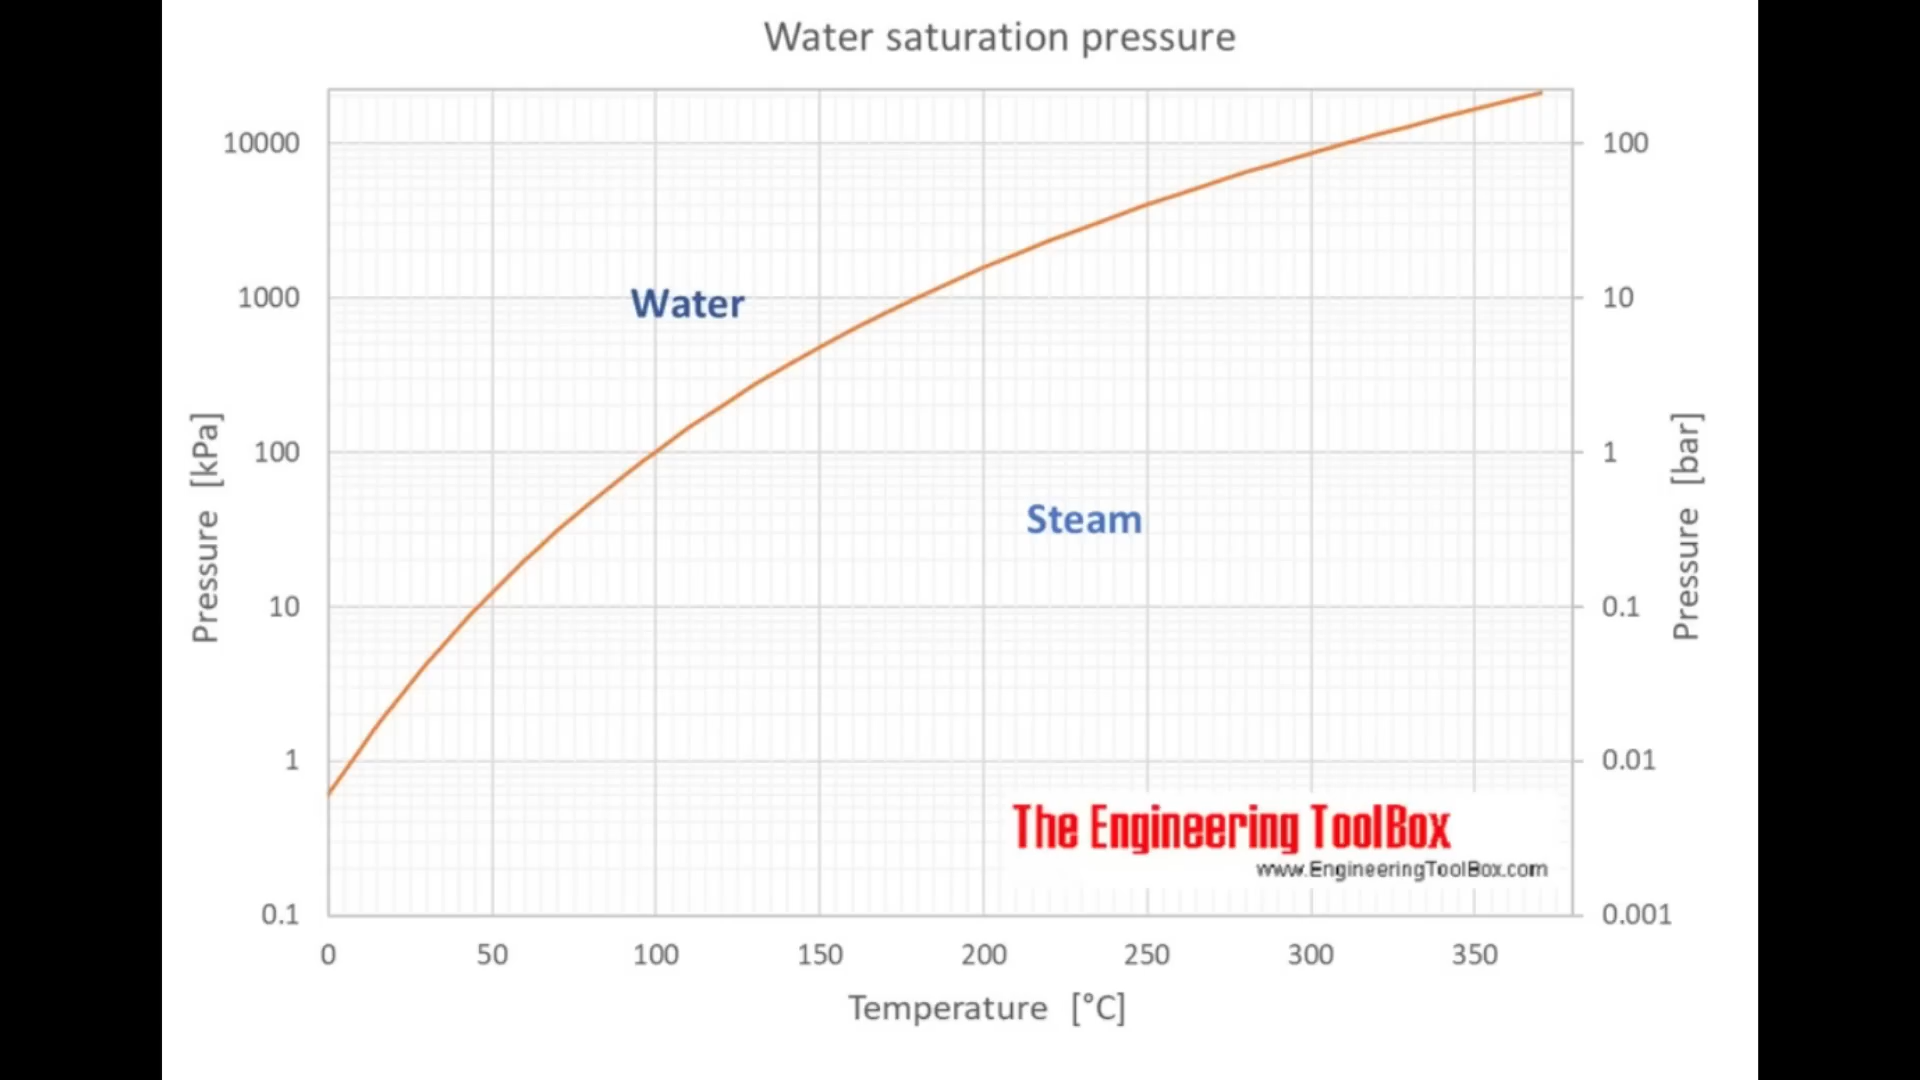 Water saturation pressure
10000
1000
100
10
1
0.1
Pressure [kPa]
Water
Steam
100
10
1
0.1
0.01
0.001
Pressure [bar]
The Engineering ToolBox
www.EngineeringToolBox.com
0 50 100 150 200 250 300 350
Temperature [°C]